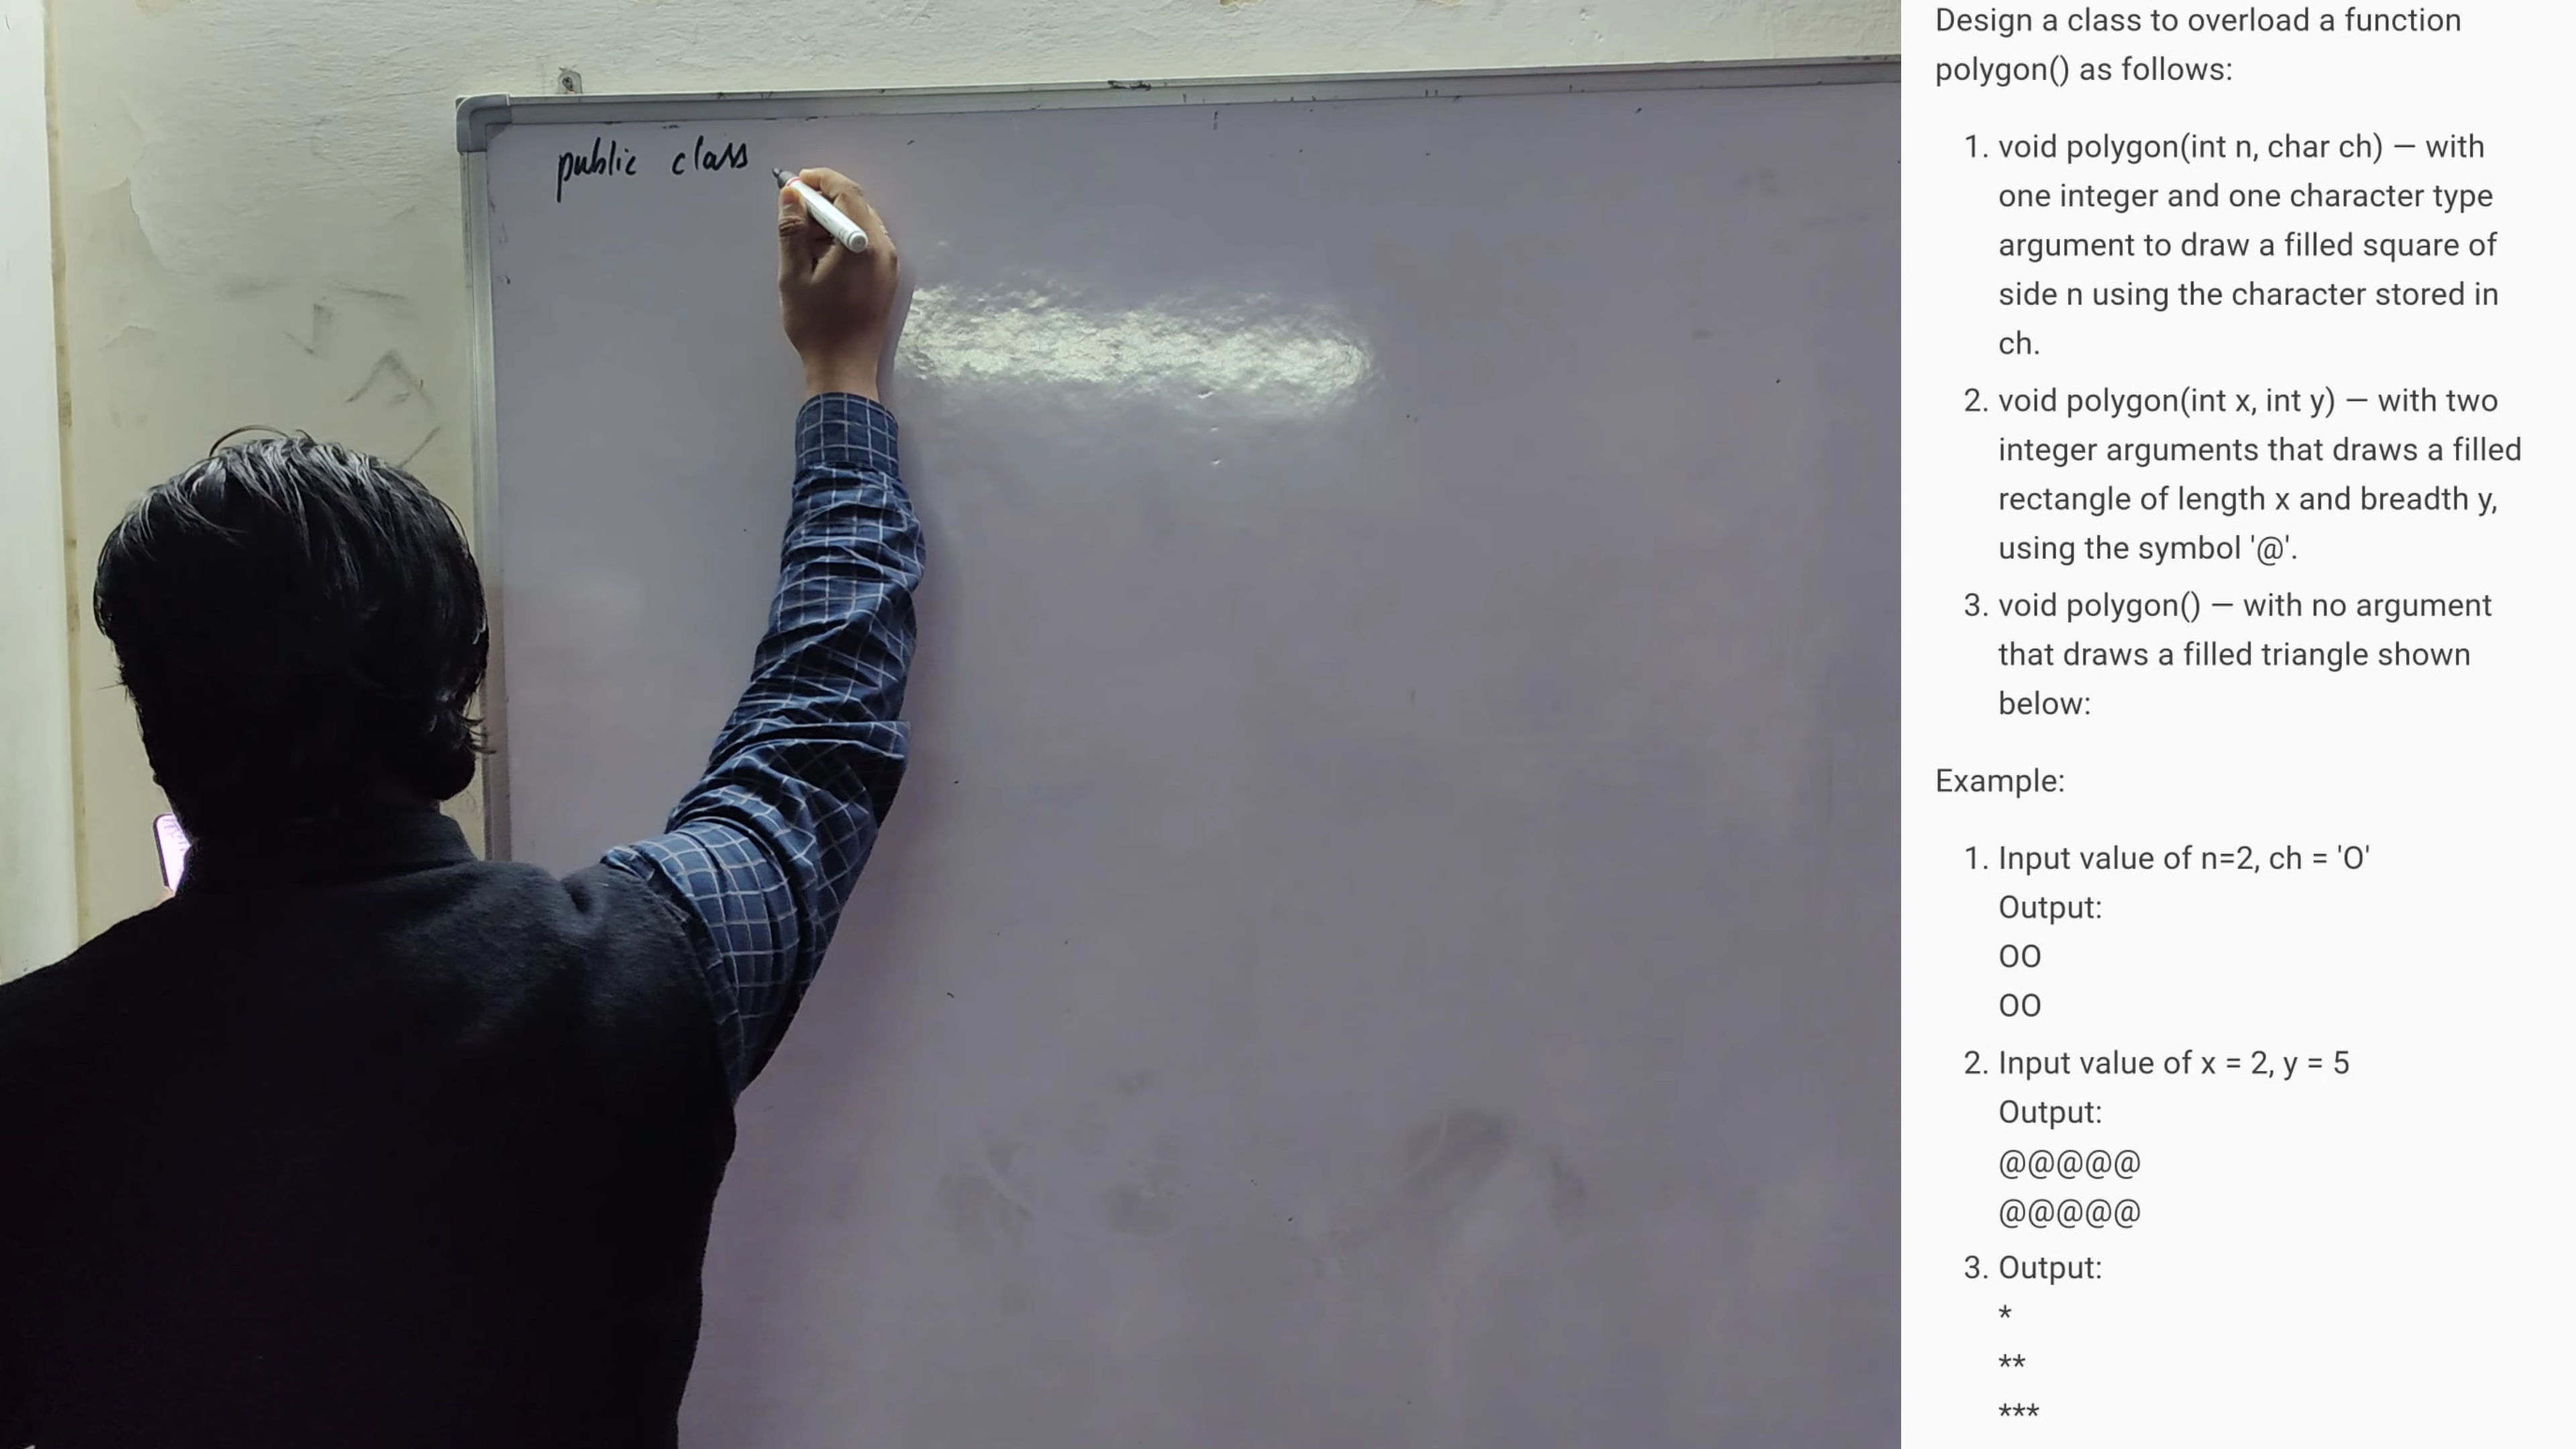 public class
Design a class to overload a function
polygon() as follows:
1. void polygon(int n, char ch) — with
one integer and one character type
argument to draw a filled square of
side n using the character stored in
ch.
2. void polygon(int x, int y) — with two
integer arguments that draws a filled
rectangle of length x and breadth y,
using the symbol '@'.
3. void polygon() — with no argument
that draws a filled triangle shown
below:
Example:
1. Input value of n=2, ch = 'O'
Output:
OO
OO
2. Input value of x = 2, y = 5
Output:
@@@@@
@@@@@
3. Output:
*
**
***